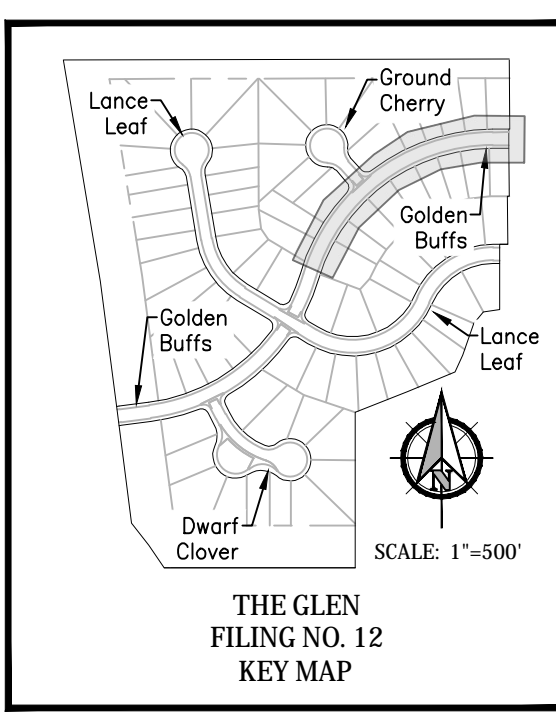 Lance
Leaf
Ground
Cherry
Golden
Buffs
Golden
Buffs
Lance
Leaf
Dwarf
Clover
N
SCALE: 1"=500'
THE GLEN
FILING NO. 12
KEY MAP